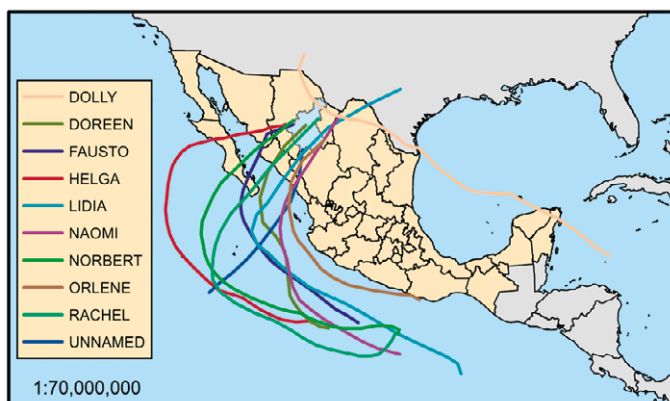 DOLLY
DOREEN
FAUSTO
HELGA
LIDIA
NAOMI
NORBERT
ORLENE
RACHEL
UNNAMED
1:70,000,000